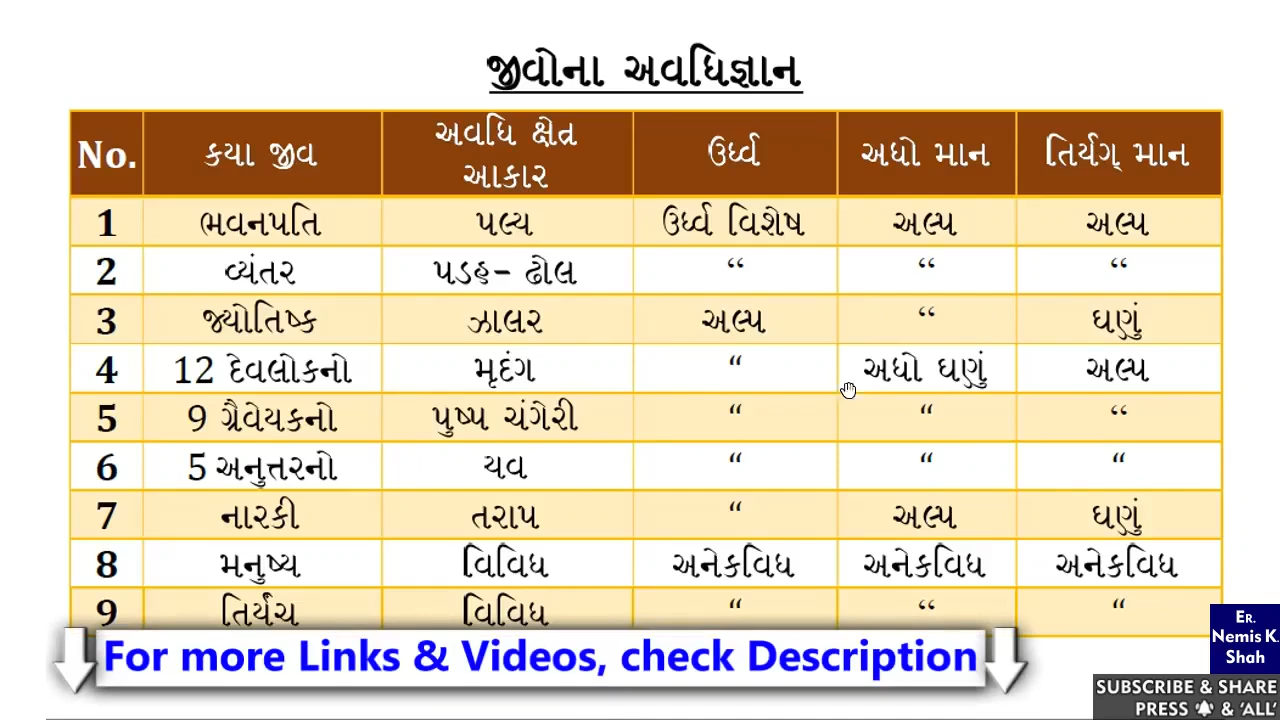 જીવોના અવધિજ્ઞાન
No. કયા જીવ અવધિ ક્ષેત્ર આકાર ઉર્ધ્વ અધો માન તિર્યગ્ માન
1 ભવનપતિ પલ્ય ઉર્ધ્વ વિશેષ અલ્પ અલ્પ
2 વ્યંતર પડહ- ઢોલ “ “ “
3 જ્યોતિષ્ક ઝાલર અલ્પ “ ઘણું
4 12 દેવલોકનો મૃદંગ “ અધો ઘણું અલ્પ
5 9 ગ્રૈવેયકનો પુષ્પ ચંગેરી “ “ “
6 5 અનુત્તરનો યવ “ “ “
7 નારકી તરાપ “ અલ્પ ઘણું
8 મનુષ્ય વિવિધ અનેકવિધ અનેકવિધ અનેકવિધ
9 તિર્યંચ વિવિધ “ “ “
For more Links & Videos, check Description
ER.
Nemis K
Shah
SUBSCRIBE & SHARE
PRESS & ‘ALL’